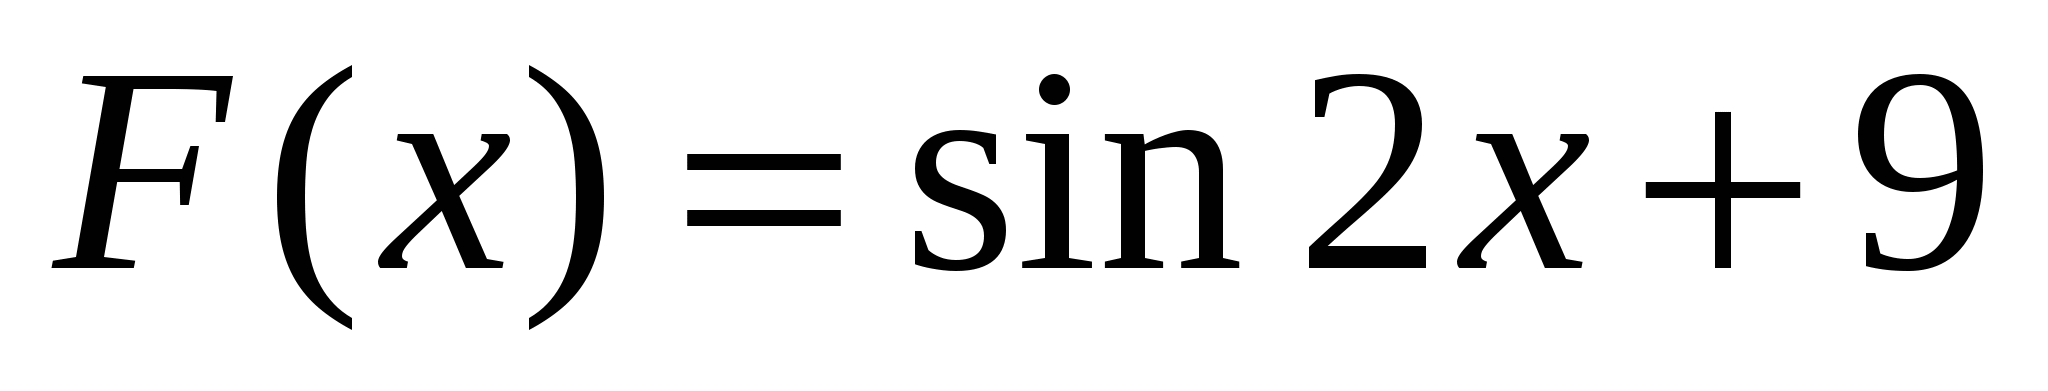 F(x) = sin 2x + 9